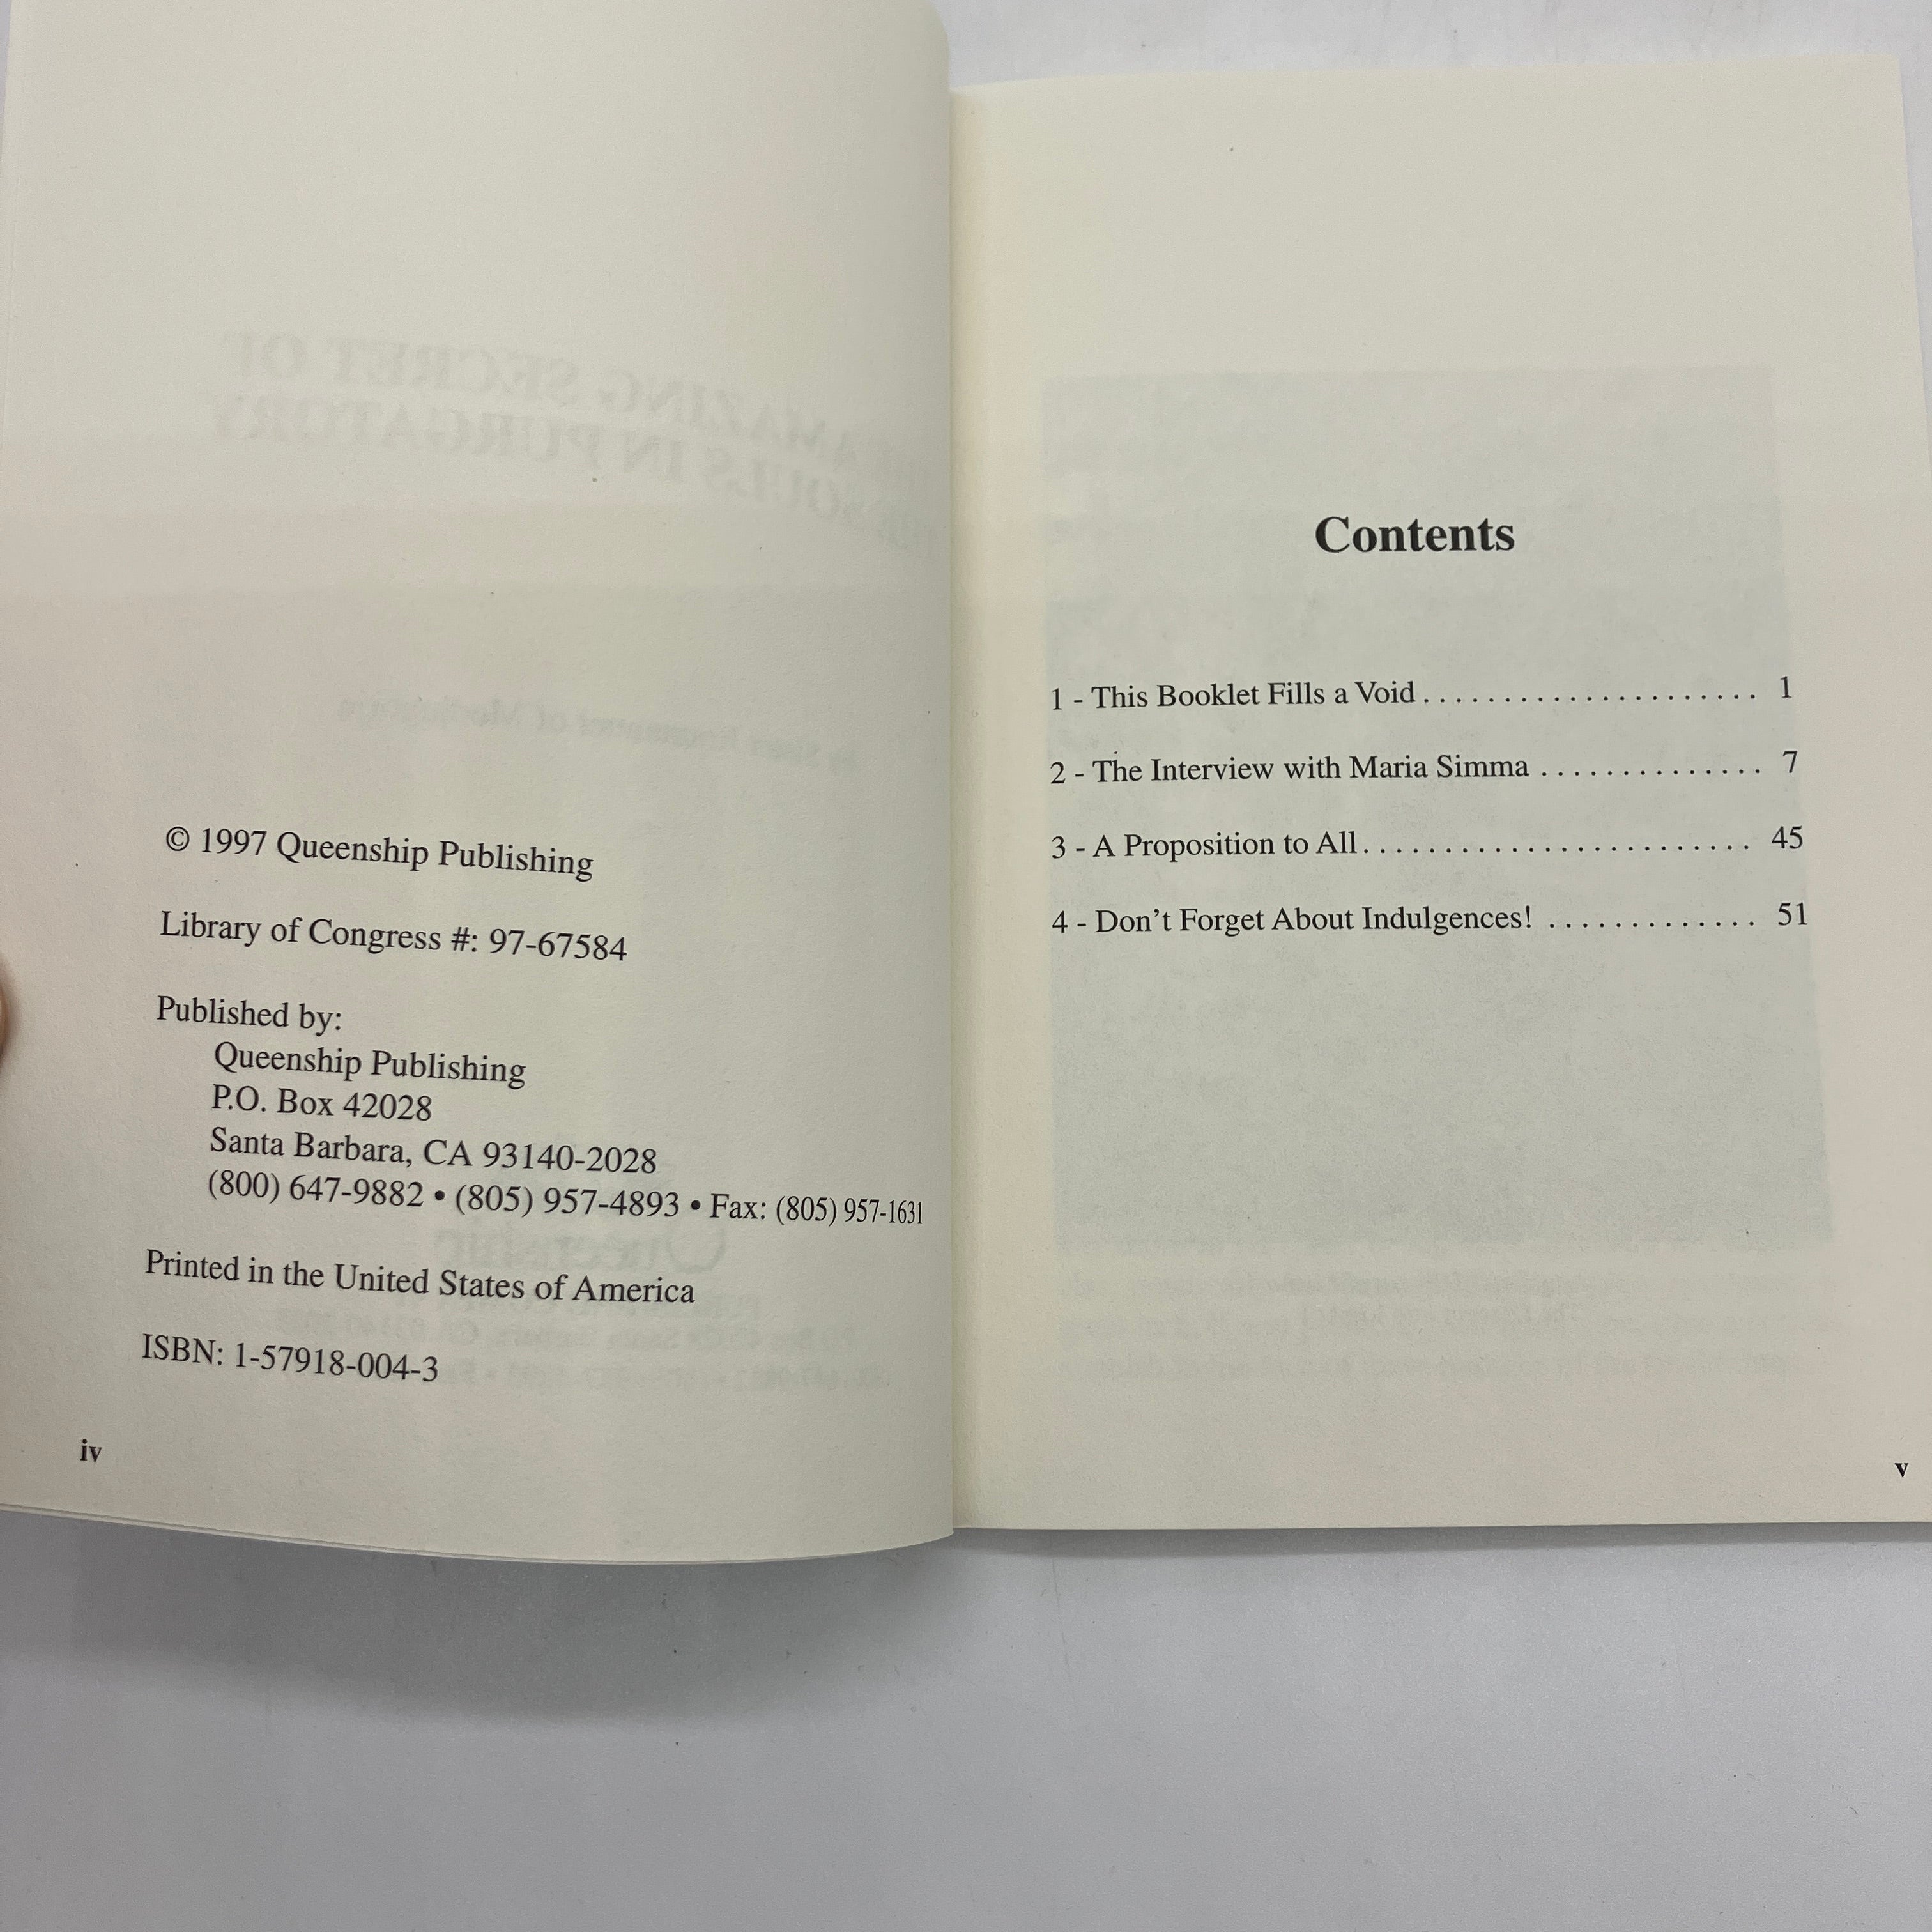 © 1997 Queenship Publishing
Library of Congress #: 97-67584
Published by:
Queenship Publishing
P.O. Box 42028
Santa Barbara, CA 93140-2028
(800) 647-9882 • (805) 957-4893 • Fax: (805) 957-1631
Printed in the United States of America
ISBN: 1-57918-004-3
iv
Contents
1 - This Booklet Fills a Void . . . . . . . . . . . . . . . . . . . . . 1
2 - The Interview with Maria Simma . . . . . . . . . . . . . . 7
3 - A Proposition to All. . . . . . . . . . . . . . . . . . . . . . . . 45
4 - Don't Forget About Indulgences! . . . . . . . . . . . . . 51
v